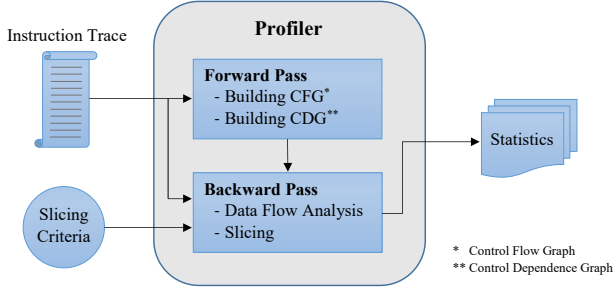 Instruction Trace
Profiler
Forward Pass
- Building CFG*
- Building CDG**
Backward Pass
- Data Flow Analysis
- Slicing
Slicing
Criteria
Statistics
* Control Flow Graph
** Control Dependence Graph